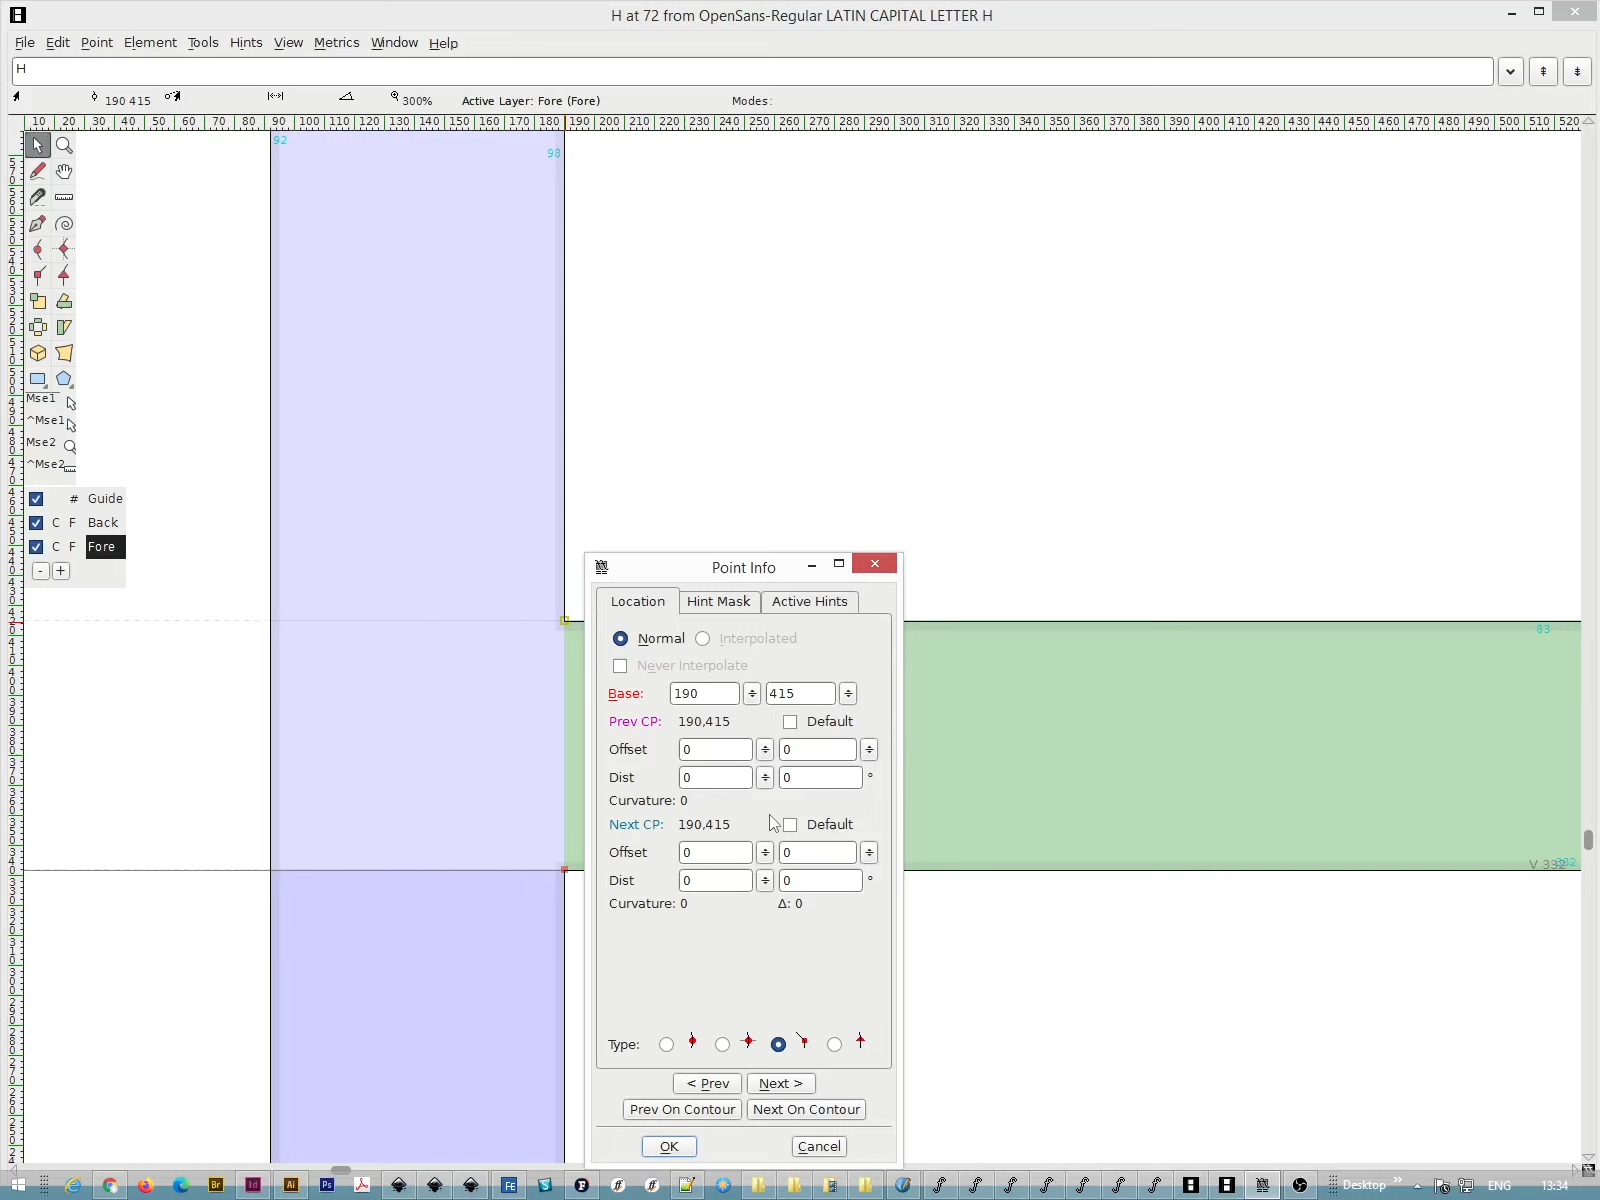 H at 72 from OpenSans-Regular LATIN CAPITAL LETTER H
File Edit Point Element Tools Hints View Metrics Window Help
H
190 415 300% Active Layer: Fore (Fore) Modes:
10 20 30 40 50 60 70 80 90 100 110 120 130 140 150 160 170 180 190 200 210 220 230 240 250 260 270 280 290 300 310 320 330 340 350 360 370 380 390 400 410 420 430 440 450 460 470 480 490 500 510 520
92
98
Mse1
^Mse1
Mse2
^Mse2
# Guide
C F Back
C F Fore
- +
Point Info
Location Hint Mask Active Hints
Normal Interpolated
Never Interpolate
Base: 190 415
Prev CP: 190,415 Default
Offset 0 0
Dist 0 0 °
Curvature: 0
Next CP: 190,415 Default
Offset 0 0
Dist 0 0 °
Curvature: 0 Δ: 0
Type:
< Prev Next >
Prev On Contour Next On Contour
OK Cancel
83
V 332
Br Id Ai Ps FE Desktop ENG 13:34